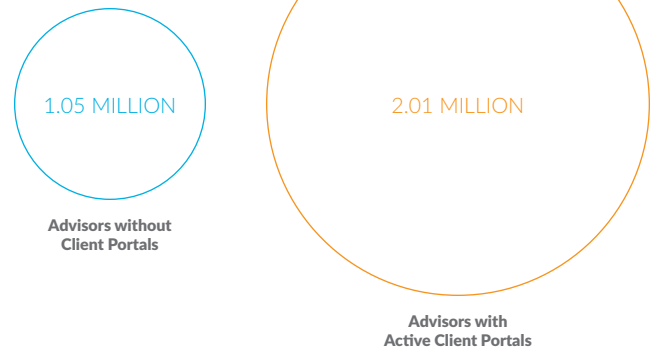 1.05 MILLION
Advisors without
Client Portals
2.01 MILLION
Advisors with
Active Client Portals